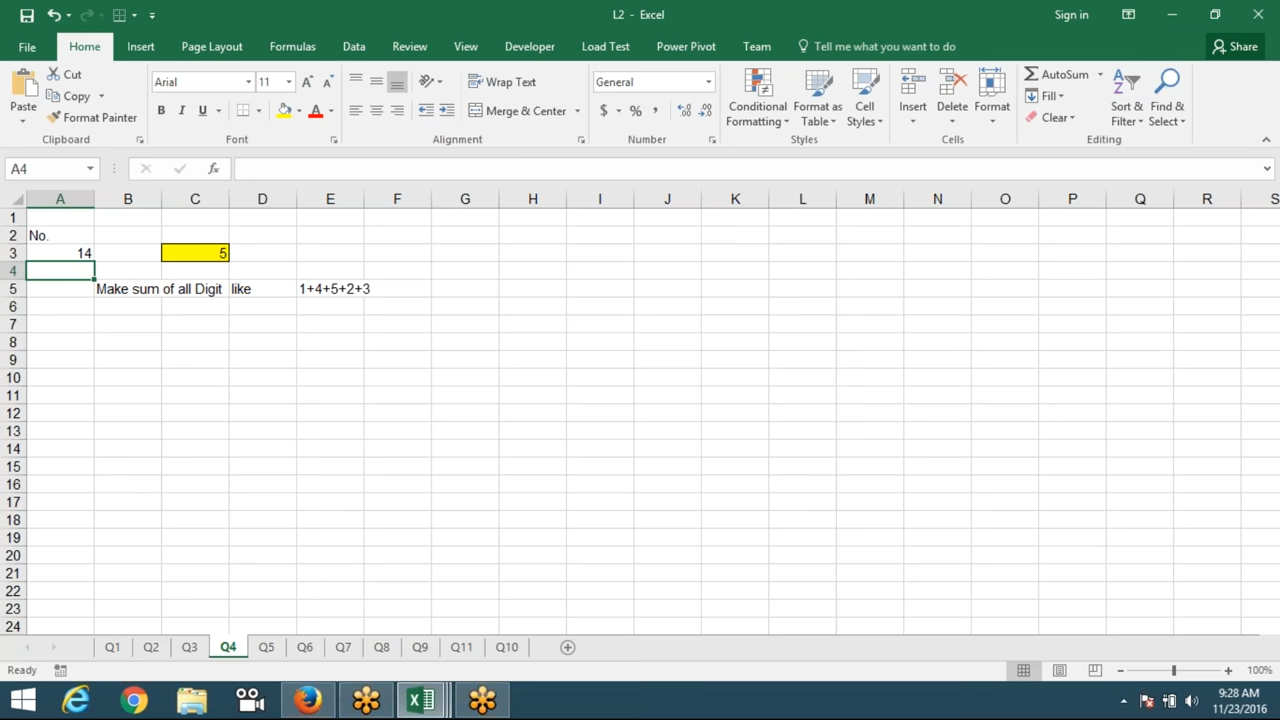 L2 - Excel
Sign in
File Home Insert Page Layout Formulas Data Review View Developer Load Test Power Pivot Team Tell me what you want to do Share
Paste
Cut
Copy
Format Painter
Clipboard
Arial 11
B I U A
Font
Wrap Text
Merge & Center
Alignment
General
$ % ,
Number
Conditional Formatting
Format as Table
Cell Styles
Styles
Insert
Delete
Format
Cells
AutoSum
Fill
Clear
Sort & Filter
Find & Select
Editing
A4 fx
A B C D E F G H I J K L M N O P Q R S
1
2 No.
3 14 5
4
5 Make sum of all Digit like 1+4+5+2+3
6
7
8
9
10
11
12
13
14
15
16
17
18
19
20
21
22
23
24
Q1 Q2 Q3 Q4 Q5 Q6 Q7 Q8 Q9 Q11 Q10
Ready 100%
9:28 AM
11/23/2016